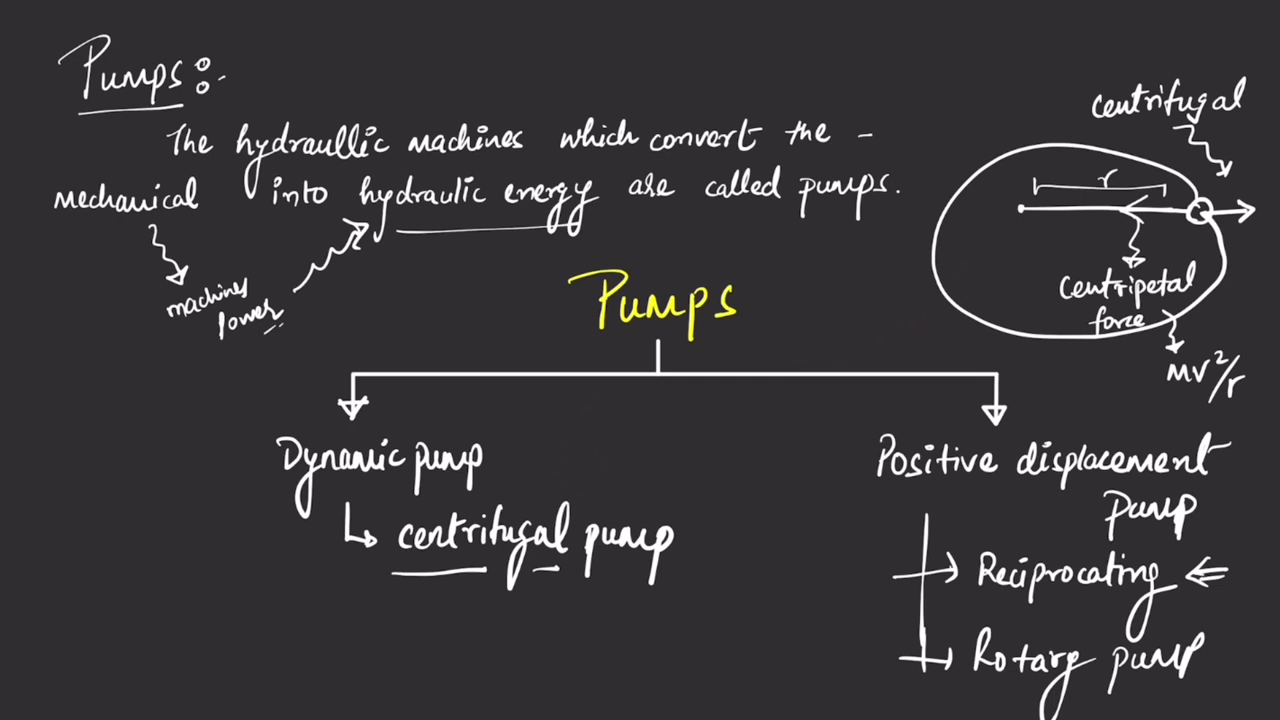 Pumps :-
The hydraullic machines which convert the -
mechanical into hydraulic energy are called pumps.
machines
power
centrifugal
r
centripetal
force
mv²/r
Pumps
Dynamic pump
centrifugal pump
Positive displacement
pump
Reciprocating
Rotary pump